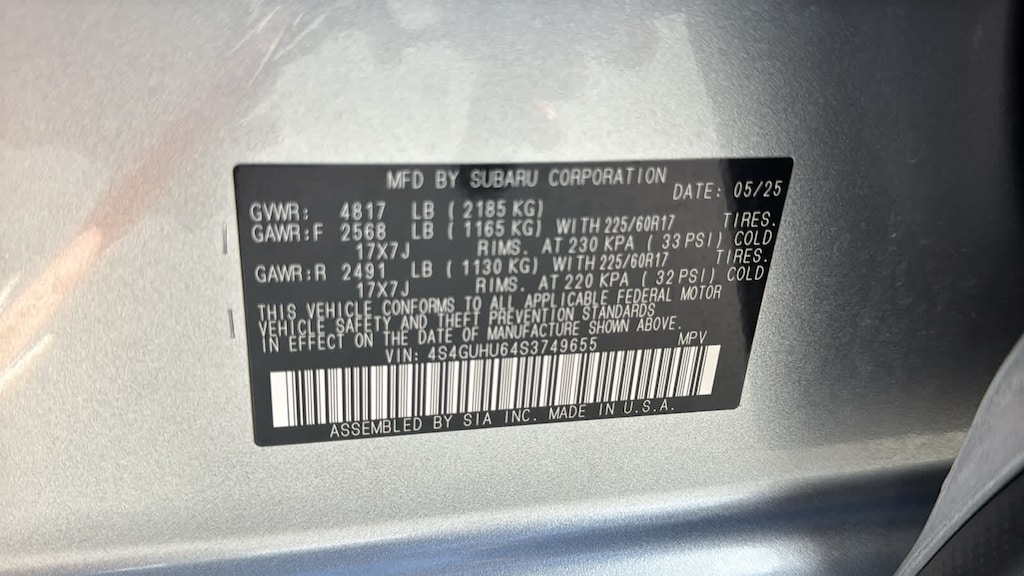 MFD BY SUBARU CORPORATION DATE: 05/25
GVWR: 4817 LB ( 2185 KG)
GAWR:F 2568 LB ( 1165 KG) WITH 225/60R17 TIRES.
17X7J RIMS. AT 230 KPA ( 33 PSI) COLD
GAWR:R 2491 LB ( 1130 KG) WITH 225/60R17 TIRES.
17X7J RIMS. AT 220 KPA ( 32 PSI) COLD
THIS VEHICLE CONFORMS TO ALL APPLICABLE FEDERAL MOTOR
VEHICLE SAFETY AND THEFT PREVENTION STANDARDS
IN EFFECT ON THE DATE OF MANUFACTURE SHOWN ABOVE.
VIN: 4S4GUHU64S3749655 MPV
ASSEMBLED BY SIA INC. MADE IN U.S.A.